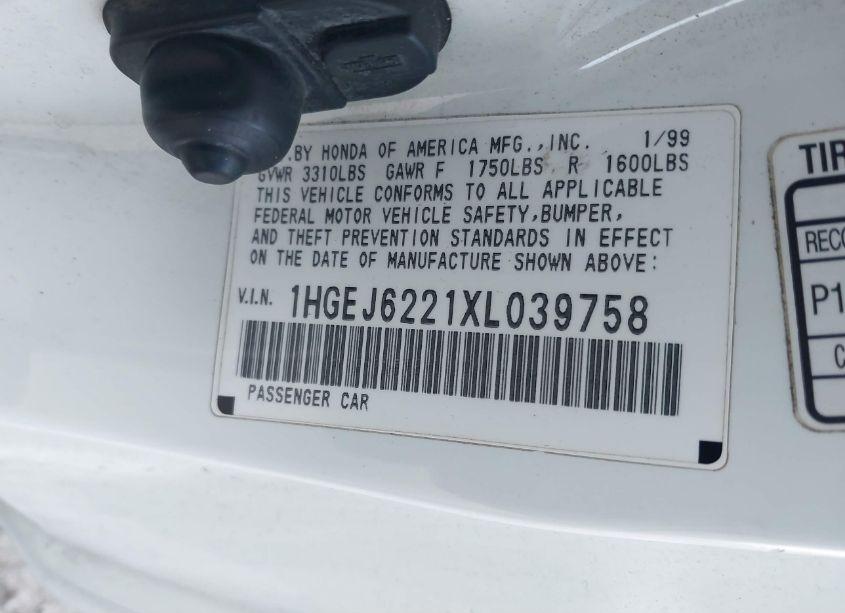 BY HONDA OF AMERICA MFG.,INC. 1/99
GVWR 3310LBS GAWR F 1750LBS R 1600LBS
THIS VEHICLE CONFORMS TO ALL APPLICABLE
FEDERAL MOTOR VEHICLE SAFETY,BUMPER,
AND THEFT PREVENTION STANDARDS IN EFFECT
ON THE DATE OF MANUFACTURE SHOWN ABOVE:
V.I.N. 1HGEJ6221XL039758
PASSENGER CAR
TIR
RECO
P1
C